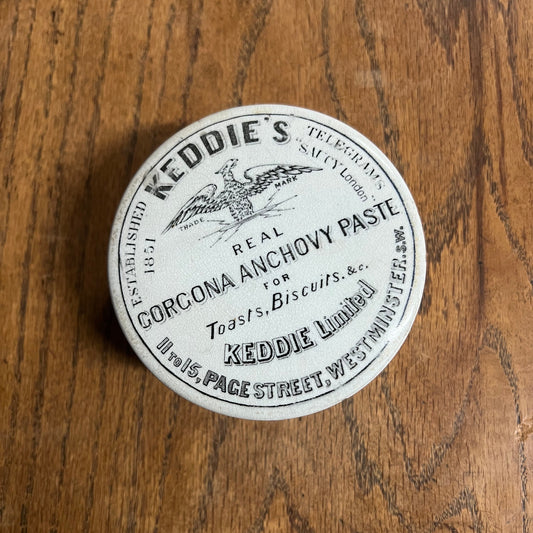 KEDDIE'S
TELEGRAMS
"SAUCY London"
ESTABLISHED
1851
TRADE MARK
REAL
GORGONA ANCHOVY PASTE
FOR
Toasts, Biscuits. &c.
KEDDIE Limited
11 TO 15, PAGE STREET, WESTMINSTER. S.W.